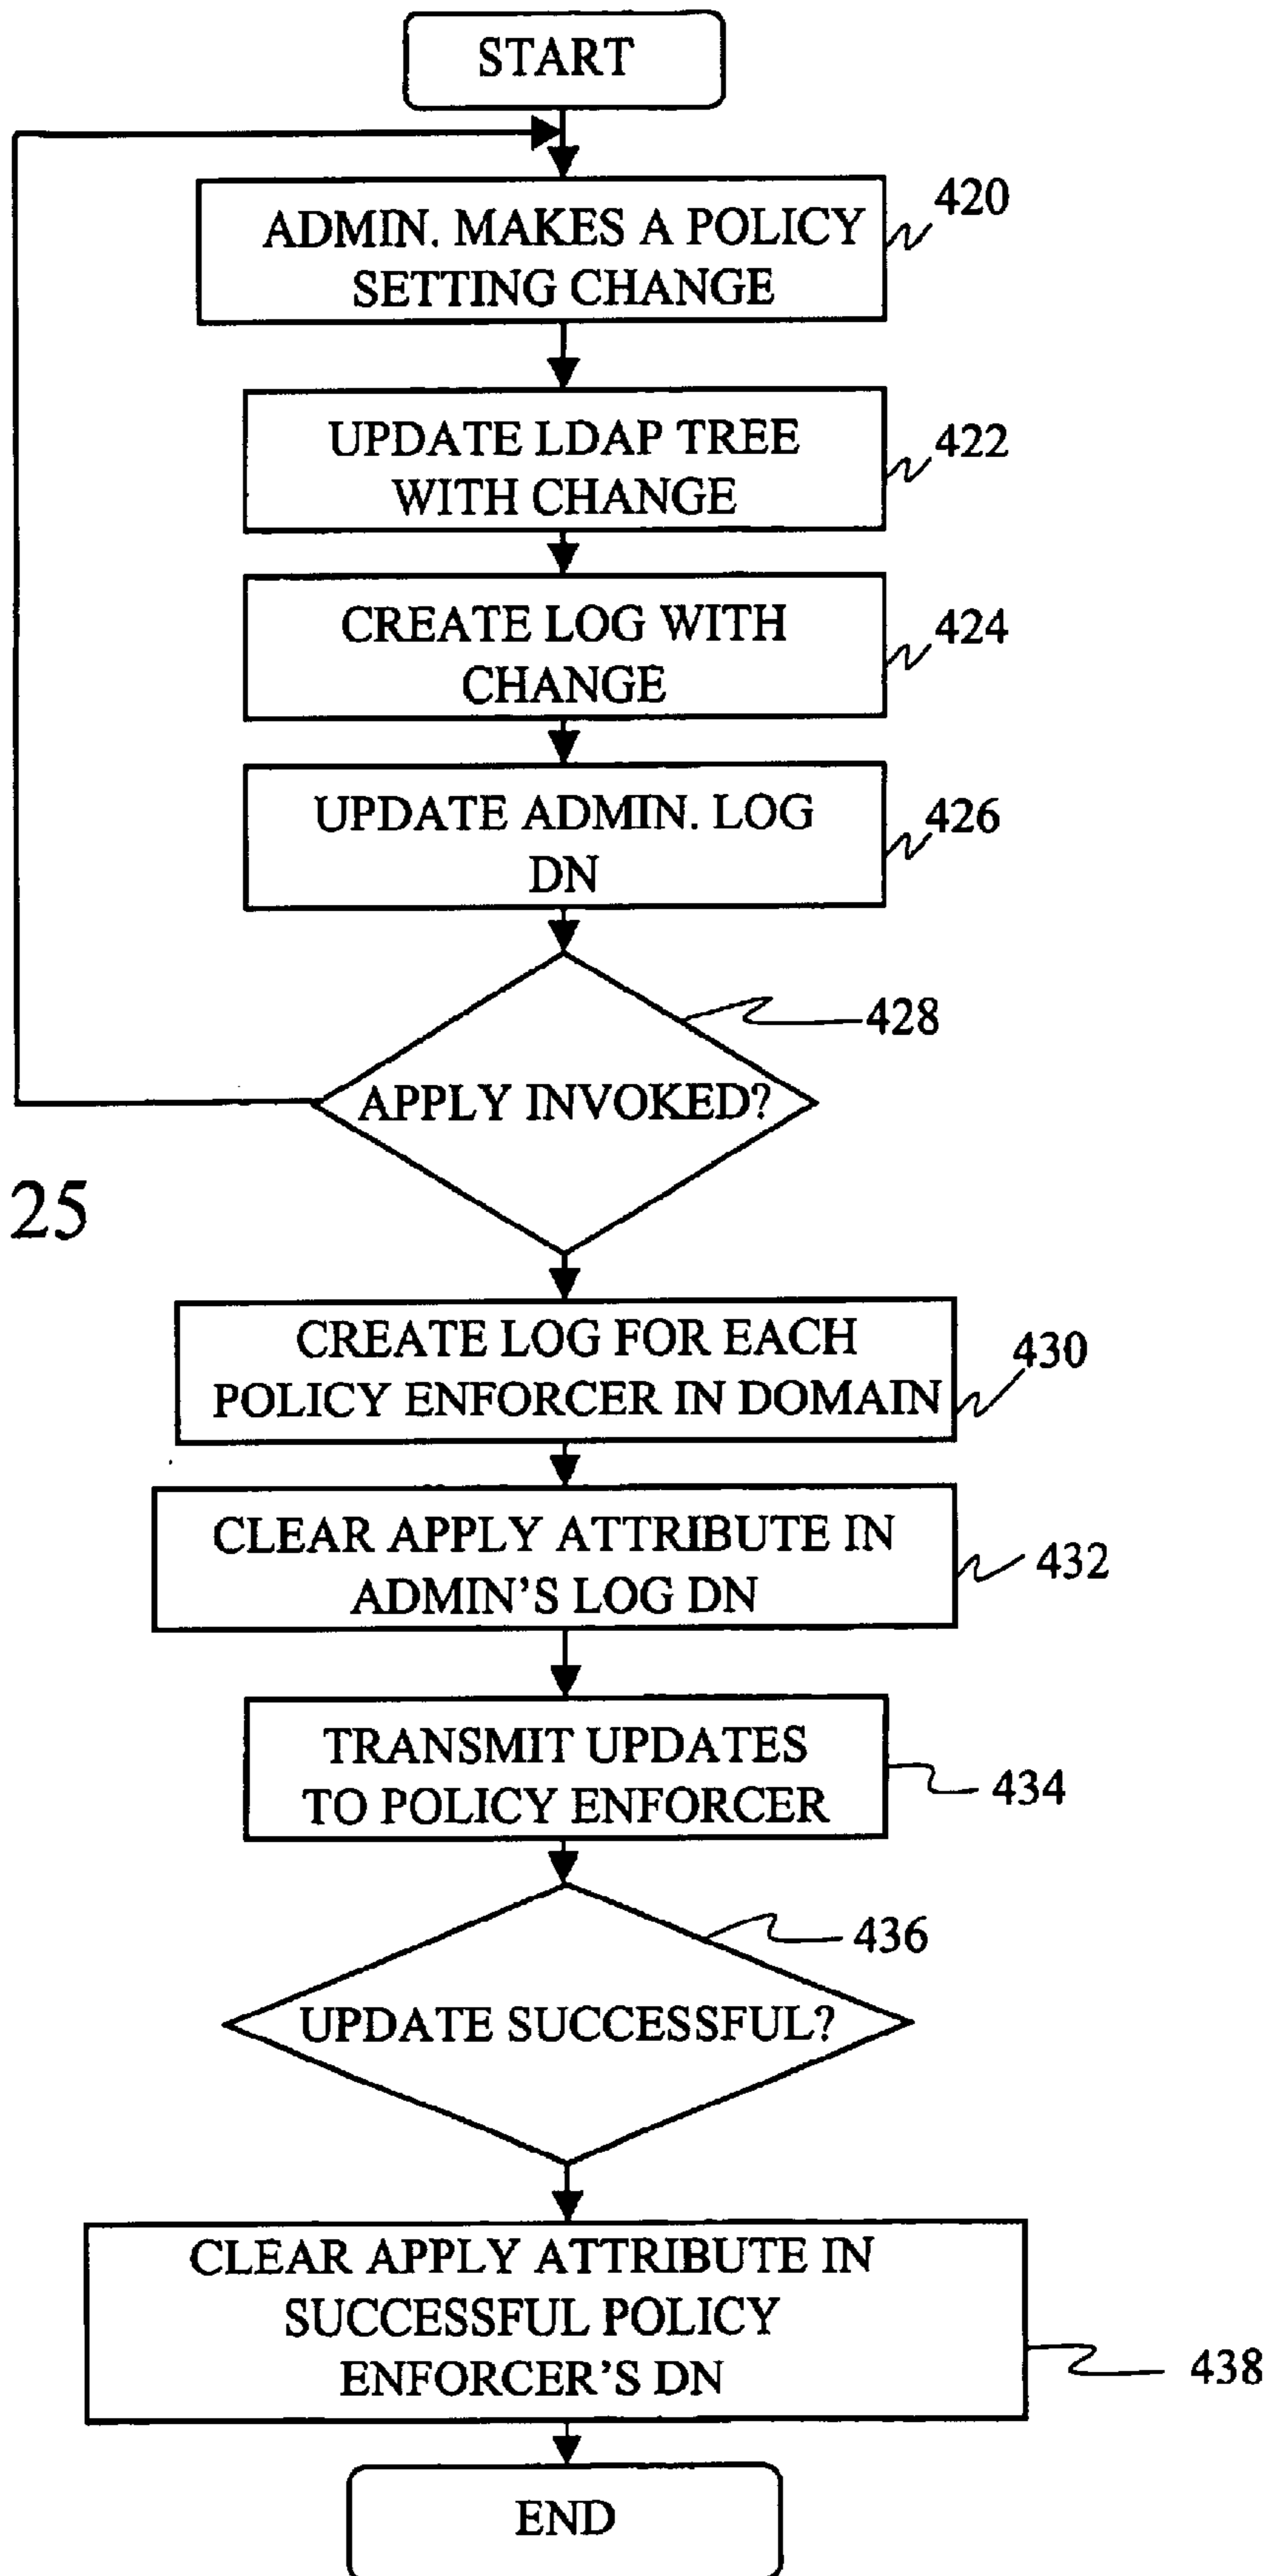 START
ADMIN. MAKES A POLICY
SETTING CHANGE
420
UPDATE LDAP TREE
WITH CHANGE
422
CREATE LOG WITH
CHANGE
424
UPDATE ADMIN. LOG
DN
426
428
APPLY INVOKED?
25
CREATE LOG FOR EACH
POLICY ENFORCER IN DOMAIN
430
CLEAR APPLY ATTRIBUTE IN
ADMIN'S LOG DN
432
TRANSMIT UPDATES
TO POLICY ENFORCER
434
436
UPDATE SUCCESSFUL?
CLEAR APPLY ATTRIBUTE IN
SUCCESSFUL POLICY
ENFORCER'S DN
438
END